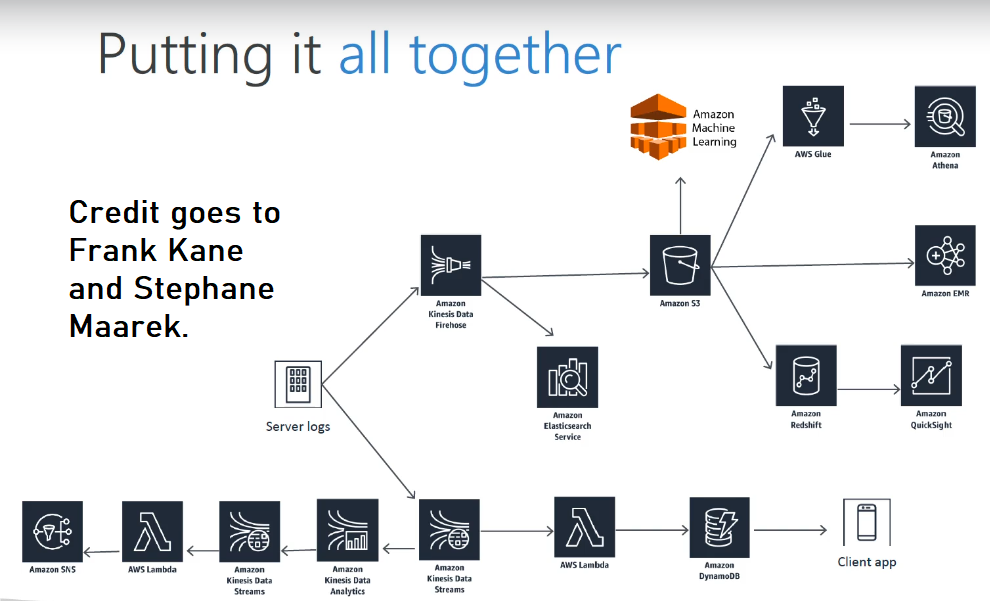 Putting it all together
Amazon
Machine
Learning
AWS Glue
Amazon
Athena
Credit goes to
Frank Kane
and Stephane
Maarek.
Amazon
Kinesis Data
Firehose
Amazon S3
Amazon EMR
Server logs
Amazon
Elasticsearch
Service
Amazon
Redshift
Amazon
QuickSight
Amazon SNS
AWS Lambda
Amazon
Kinesis Data
Streams
Amazon
Kinesis Data
Analytics
Amazon
Kinesis Data
Streams
AWS Lambda
Amazon
DynamoDB
Client app